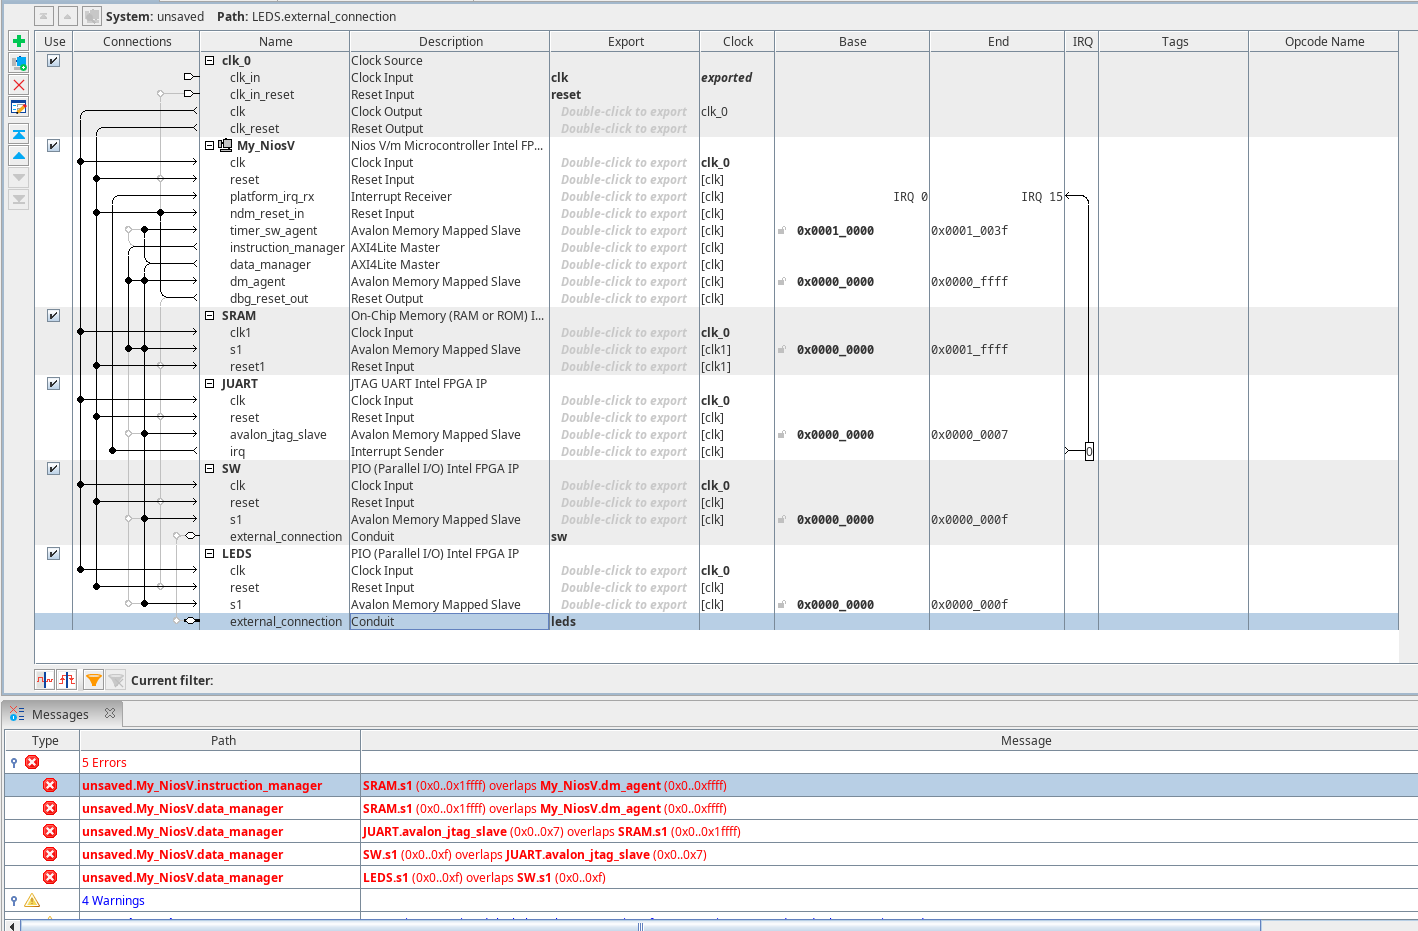 System: unsaved Path: LEDS.external_connection
Use Connections Name Description Export Clock Base End IRQ Tags Opcode Name
clk_0 Clock Source
clk_in Clock Input clk exported
clk_in_reset Reset Input reset
clk Clock Output Double-click to export clk_0
clk_reset Reset Output Double-click to export
My_NiosV Nios V/m Microcontroller Intel FP...
clk Clock Input Double-click to export clk_0
reset Reset Input Double-click to export [clk]
platform_irq_rx Interrupt Receiver Double-click to export [clk] IRQ 0 IRQ 15
ndm_reset_in Reset Input Double-click to export [clk]
timer_sw_agent Avalon Memory Mapped Slave Double-click to export [clk] 0x0001_0000 0x0001_003f
instruction_manager AXI4Lite Master Double-click to export [clk]
data_manager AXI4Lite Master Double-click to export [clk]
dm_agent Avalon Memory Mapped Slave Double-click to export [clk] 0x0000_0000 0x0000_ffff
dbg_reset_out Reset Output Double-click to export [clk]
SRAM On-Chip Memory (RAM or ROM) I...
clk1 Clock Input Double-click to export clk_0
s1 Avalon Memory Mapped Slave Double-click to export [clk1] 0x0000_0000 0x0001_ffff
reset1 Reset Input Double-click to export [clk1]
JUART JTAG UART Intel FPGA IP
clk Clock Input Double-click to export clk_0
reset Reset Input Double-click to export [clk]
avalon_jtag_slave Avalon Memory Mapped Slave Double-click to export [clk] 0x0000_0000 0x0000_0007
irq Interrupt Sender Double-click to export [clk] 0
SW PIO (Parallel I/O) Intel FPGA IP
clk Clock Input Double-click to export clk_0
reset Reset Input Double-click to export [clk]
s1 Avalon Memory Mapped Slave Double-click to export [clk] 0x0000_0000 0x0000_000f
external_connection Conduit sw
LEDS PIO (Parallel I/O) Intel FPGA IP
clk Clock Input Double-click to export clk_0
reset Reset Input Double-click to export [clk]
s1 Avalon Memory Mapped Slave Double-click to export [clk] 0x0000_0000 0x0000_000f
external_connection Conduit leds
Current filter:
Messages
Type Path Message
5 Errors
unsaved.My_NiosV.instruction_manager SRAM.s1 (0x0..0x1ffff) overlaps My_NiosV.dm_agent (0x0..0xffff)
unsaved.My_NiosV.data_manager SRAM.s1 (0x0..0x1ffff) overlaps My_NiosV.dm_agent (0x0..0xffff)
unsaved.My_NiosV.data_manager JUART.avalon_jtag_slave (0x0..0x7) overlaps SRAM.s1 (0x0..0x1ffff)
unsaved.My_NiosV.data_manager SW.s1 (0x0..0xf) overlaps JUART.avalon_jtag_slave (0x0..0x7)
unsaved.My_NiosV.data_manager LEDS.s1 (0x0..0xf) overlaps SW.s1 (0x0..0xf)
4 Warnings